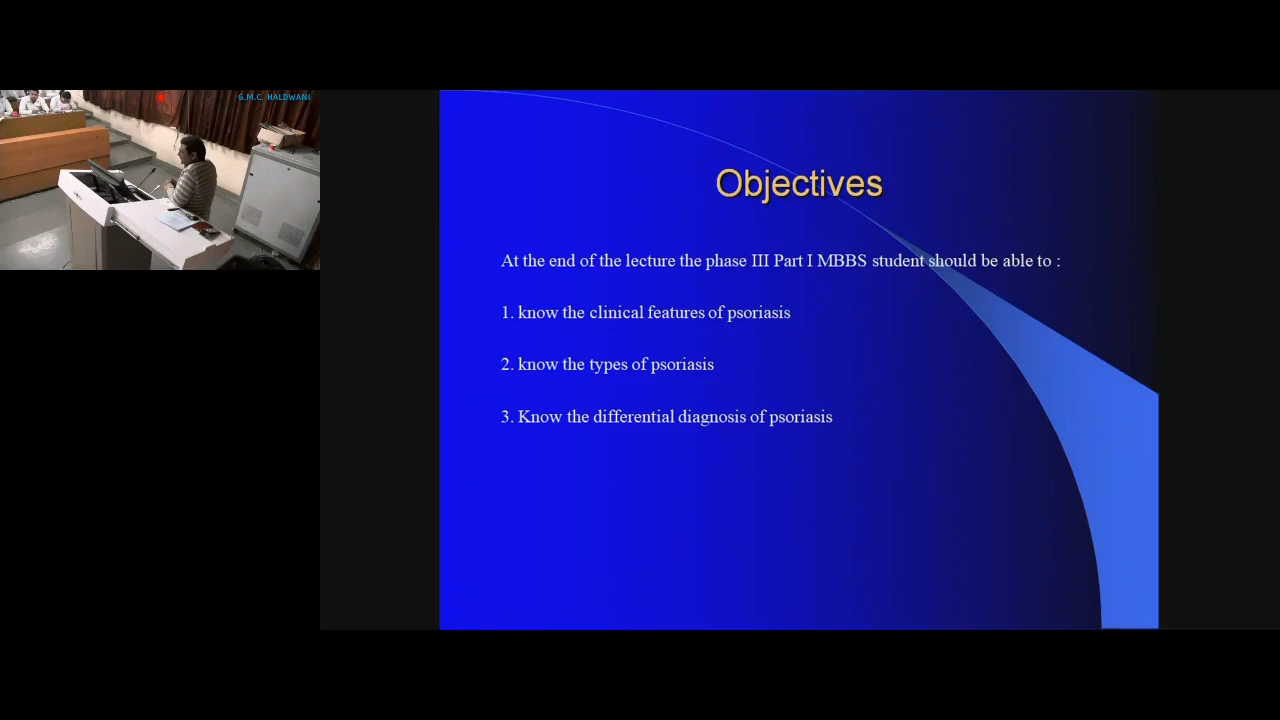 G.M.C. HALDWANI
Objectives
At the end of the lecture the phase III Part I MBBS student should be able to :
1. know the clinical features of psoriasis
2. know the types of psoriasis
3. Know the differential diagnosis of psoriasis